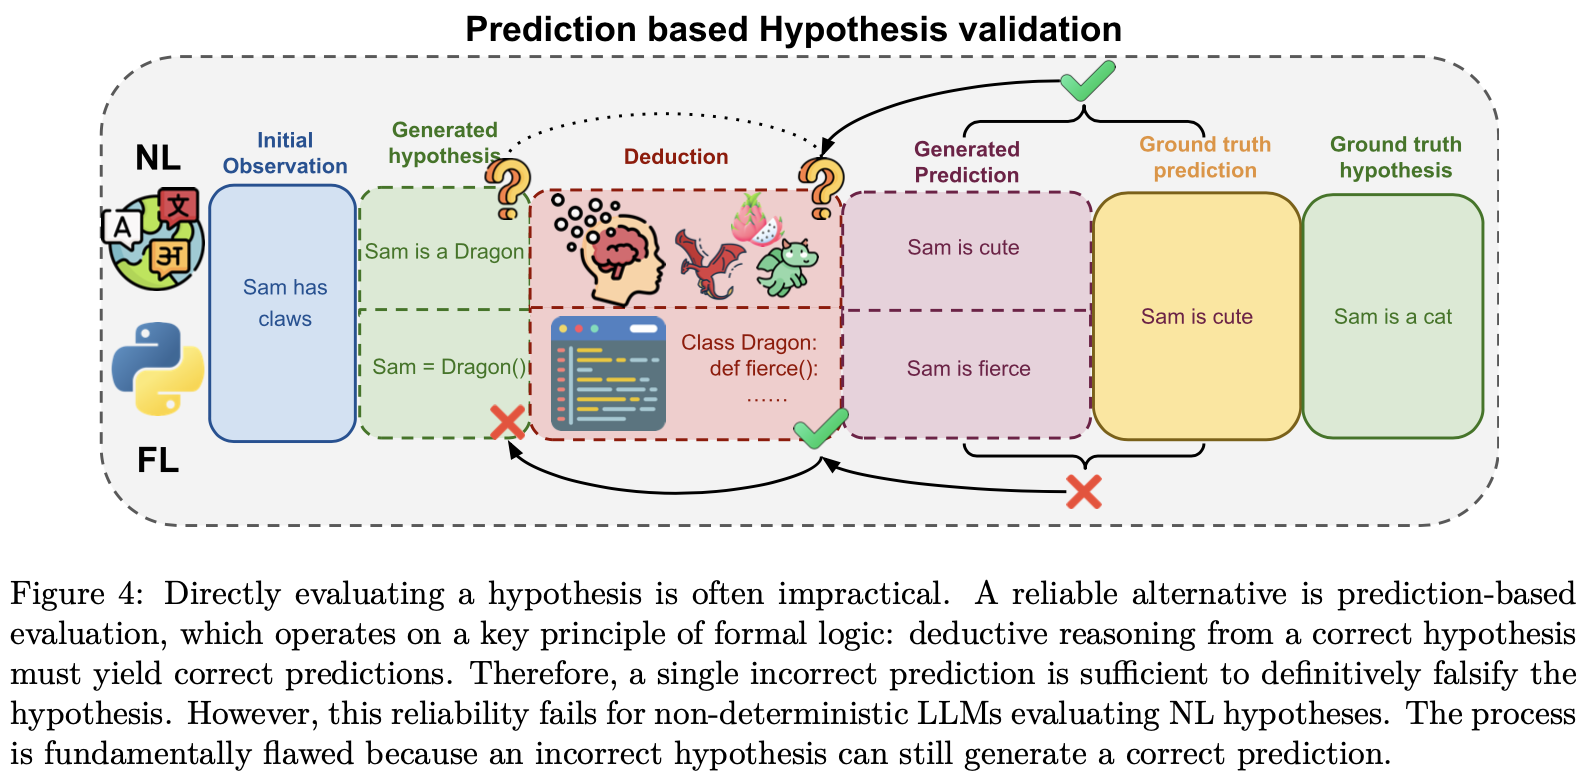 Prediction based Hypothesis validation
NL
Initial
Observation
Generated
hypothesis
Deduction
Generated
Prediction
Ground truth
prediction
Ground truth
hypothesis
A
文
अ
Sam has
claws
Sam is a Dragon
Sam is cute
Sam is cute
Sam is a cat
Sam = Dragon()
Class Dragon:
def fierce():
......
Sam is fierce
FL
Figure 4: Directly evaluating a hypothesis is often impractical. A reliable alternative is prediction-based
evaluation, which operates on a key principle of formal logic: deductive reasoning from a correct hypothesis
must yield correct predictions. Therefore, a single incorrect prediction is sufficient to definitively falsify the
hypothesis. However, this reliability fails for non-deterministic LLMs evaluating NL hypotheses. The process
is fundamentally flawed because an incorrect hypothesis can still generate a correct prediction.